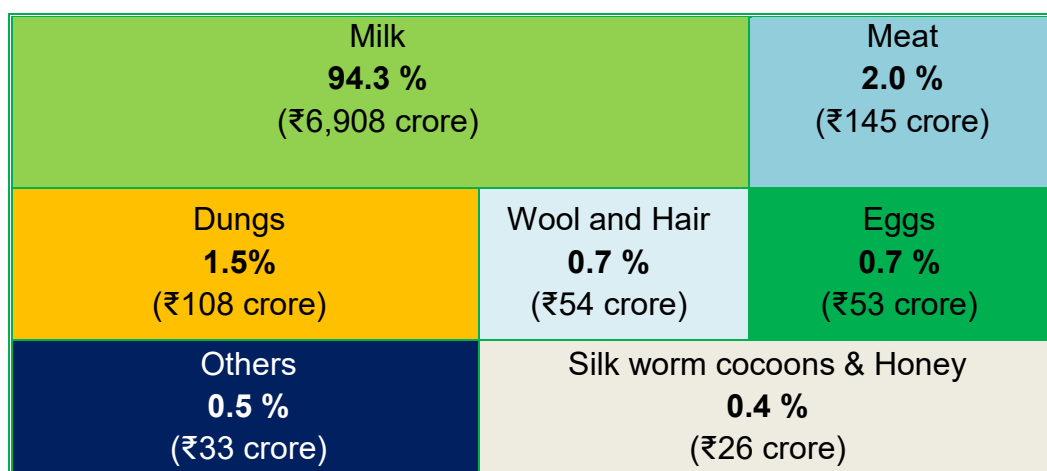 Milk
94.3 %
(₹6,908 crore)
Meat
2.0 %
(₹145 crore)
Dungs
1.5%
(₹108 crore)
Wool and Hair
0.7 %
(₹54 crore)
Eggs
0.7 %
(₹53 crore)
Others
0.5 %
(₹33 crore)
Silk worm cocoons & Honey
0.4 %
(₹26 crore)